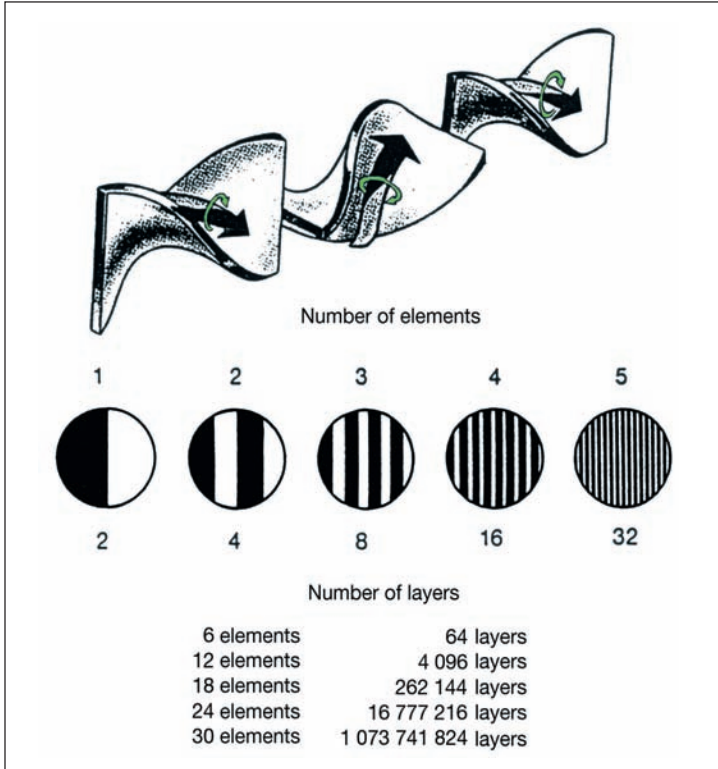 Number of elements
1 2 3 4 5
2 4 8 16 32
Number of layers
6 elements 64 layers
12 elements 4 096 layers
18 elements 262 144 layers
24 elements 16 777 216 layers
30 elements 1 073 741 824 layers